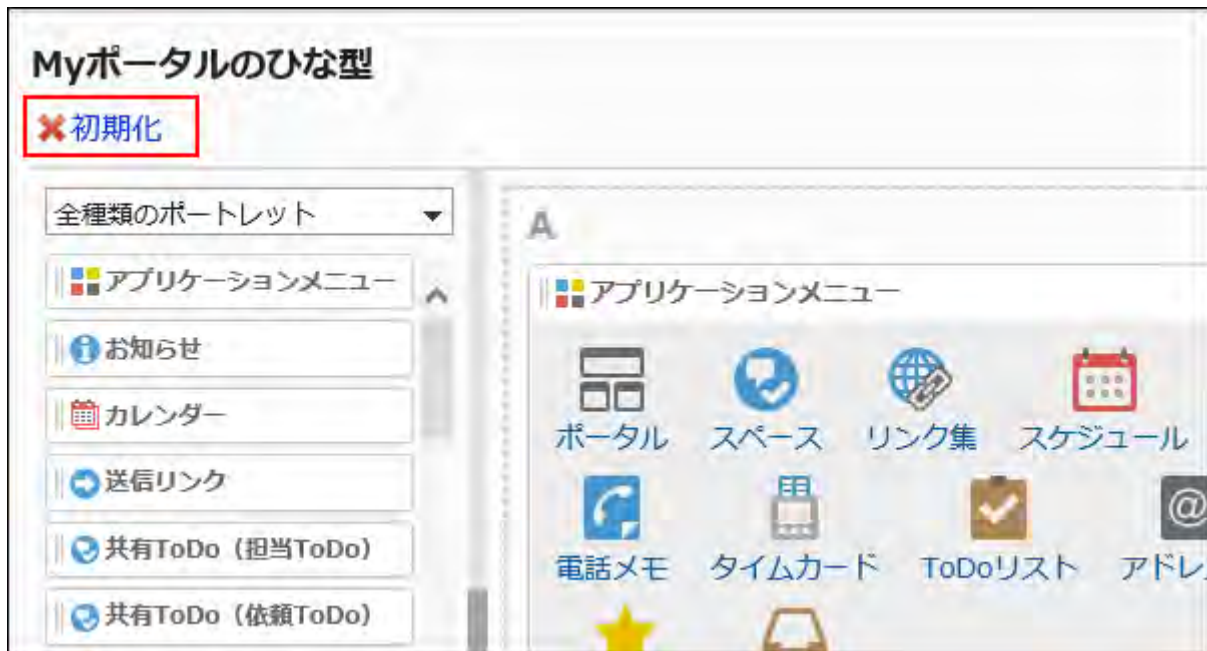 Myポータルのひな型
初期化
全種類のポートレット
アプリケーションメニュー
お知らせ
カレンダー
送信リンク
共有ToDo（担当ToDo）
共有ToDo（依頼ToDo）
A
アプリケーションメニュー
ポータル スペース リンク集 スケジュール
電話メモ タイムカード ToDoリスト アドレ